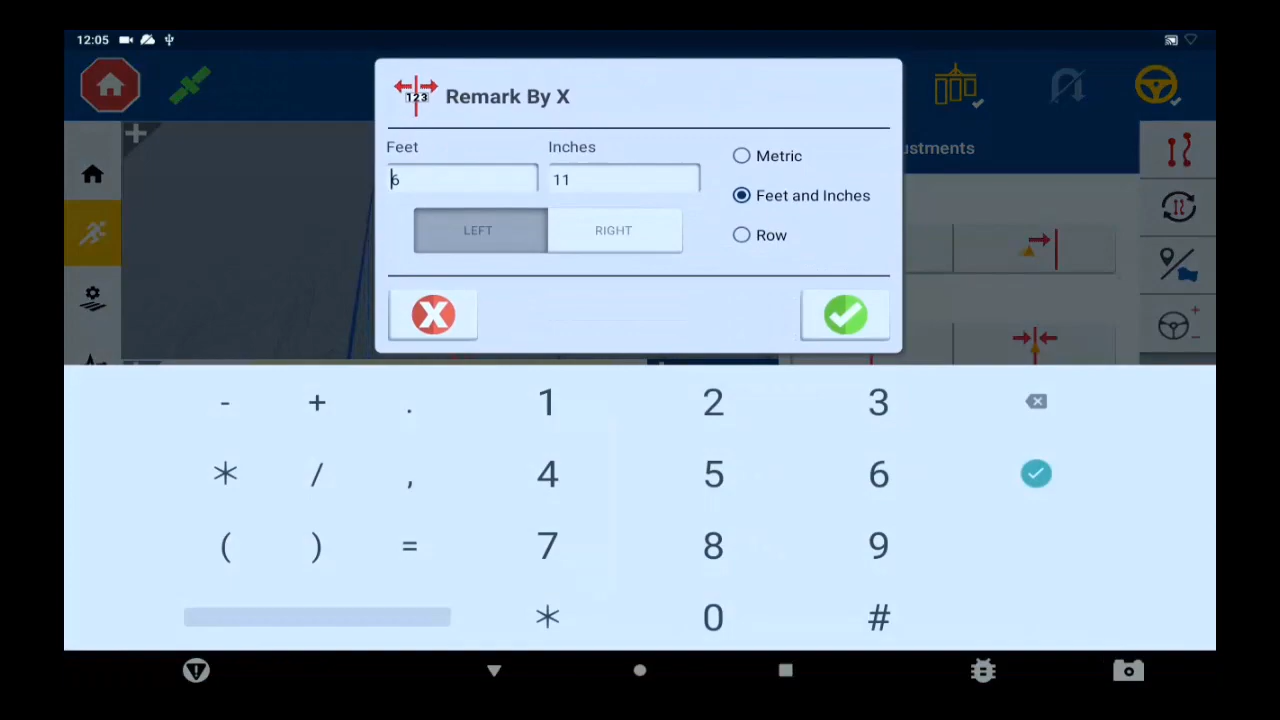 12:05
123
Remark By X
ustments
Feet
Inches
6
11
Metric
Feet and Inches
Row
LEFT
RIGHT
X
- + . 1 2 3
* / , 4 5 6
( ) = 7 8 9
* 0 #